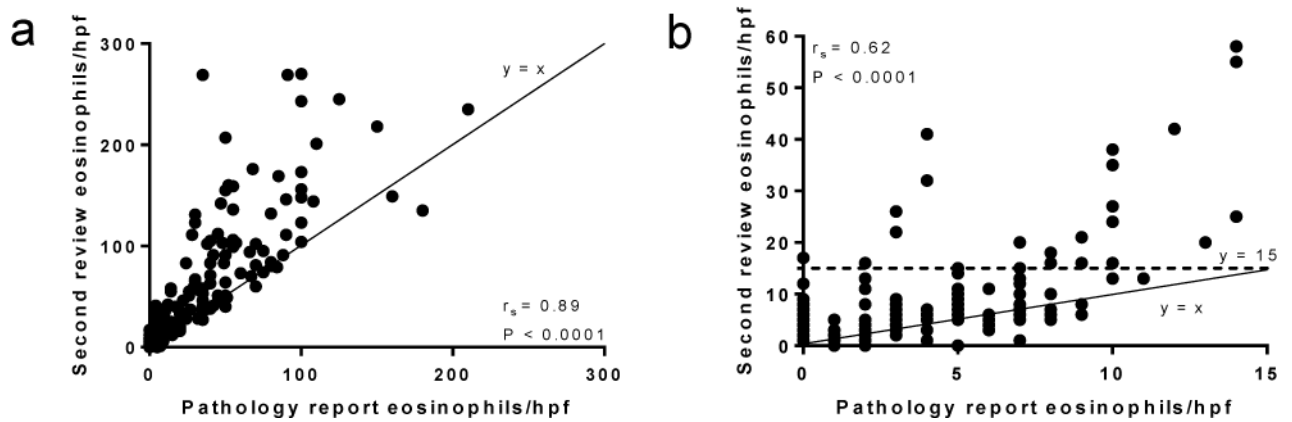 a
Second review eosinophils/hpf
300
200
100
0
0
100
200
300
y = x
rs = 0.89
P < 0.0001
Pathology report eosinophils/hpf
b
Second review eosinophils/hpf
60
50
40
30
20
10
0
0
5
10
15
rs = 0.62
P < 0.0001
y = 15
y = x
Pathology report eosinophils/hpf